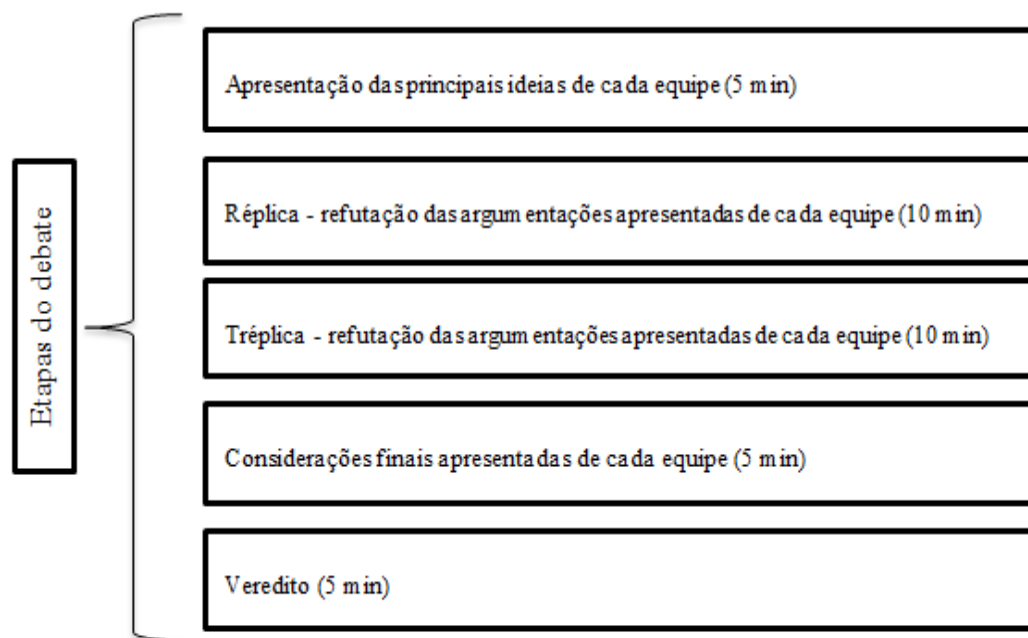 Etapas do debate
Apresentação das principais ideias de cada equipe (5 min)
Réplica - refutação das argumentações apresentadas de cada equipe (10 min)
Tréplica - refutação das argumentações apresentadas de cada equipe (10 min)
Considerações finais apresentadas de cada equipe (5 min)
Veredito (5 min)